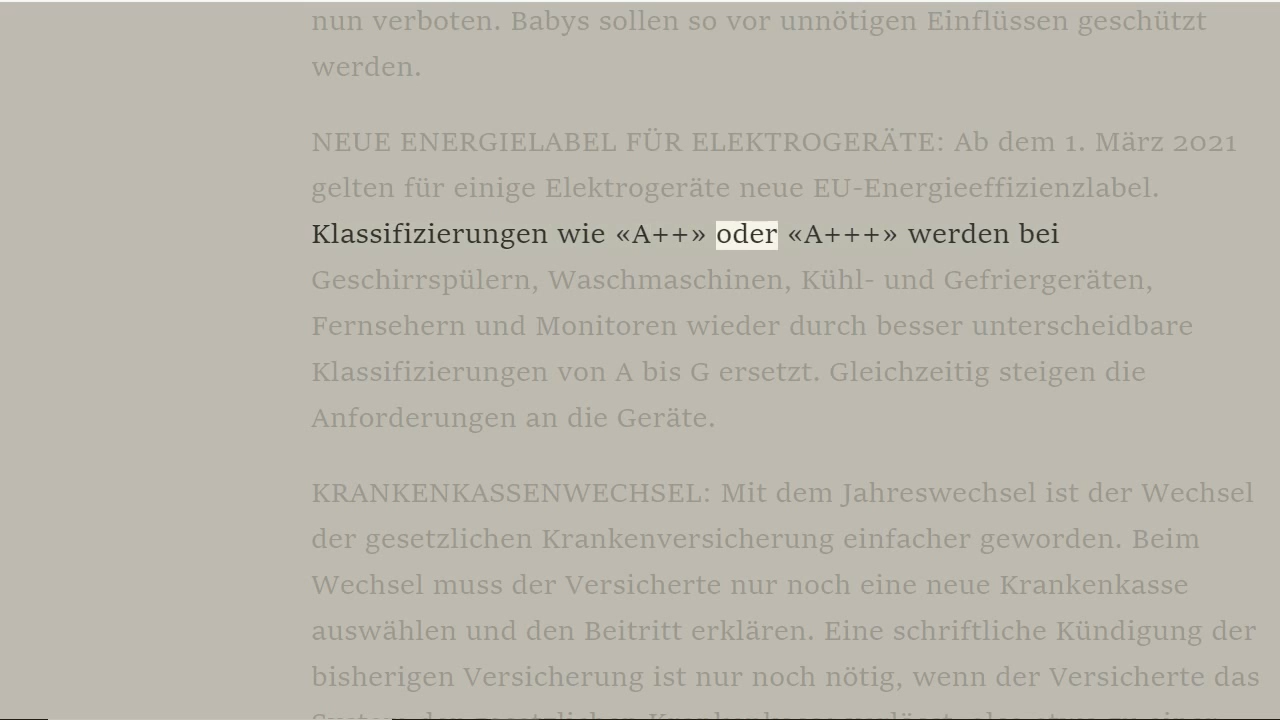 nun verboten. Babys sollen so vor unnötigen Einflüssen geschützt
werden.
NEUE ENERGIELABEL FÜR ELEKTROGERÄTE: Ab dem 1. März 2021
gelten für einige Elektrogeräte neue EU-Energieeffizienzlabel.
Klassifizierungen wie «A++» oder «A+++» werden bei
Geschirrspülern, Waschmaschinen, Kühl- und Gefriergeräten,
Fernsehern und Monitoren wieder durch besser unterscheidbare
Klassifizierungen von A bis G ersetzt. Gleichzeitig steigen die
Anforderungen an die Geräte.
KRANKENKASSENWECHSEL: Mit dem Jahreswechsel ist der Wechsel
der gesetzlichen Krankenversicherung einfacher geworden. Beim
Wechsel muss der Versicherte nur noch eine neue Krankenkasse
auswählen und den Beitritt erklären. Eine schriftliche Kündigung der
bisherigen Versicherung ist nur noch nötig, wenn der Versicherte das